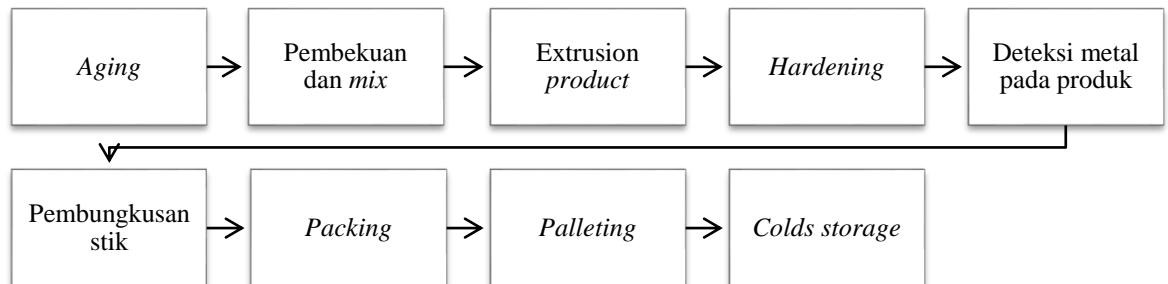 Aging
Pembekuan
dan mix
Extrusion
product
Hardening
Deteksi metal
pada produk
Pembungkusan
stik
Packing
Palleting
Colds storage